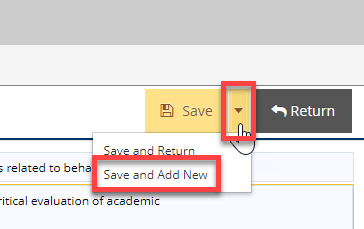 Save
Return
Save and Return
s related to beha
Save and Add New
ritical evaluation of academic